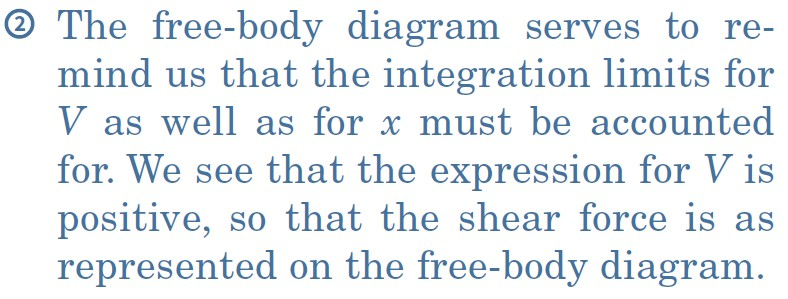 ② The free-body diagram serves to re-
mind us that the integration limits for
V as well as for x must be accounted
for. We see that the expression for V is
positive, so that the shear force is as
represented on the free-body diagram.